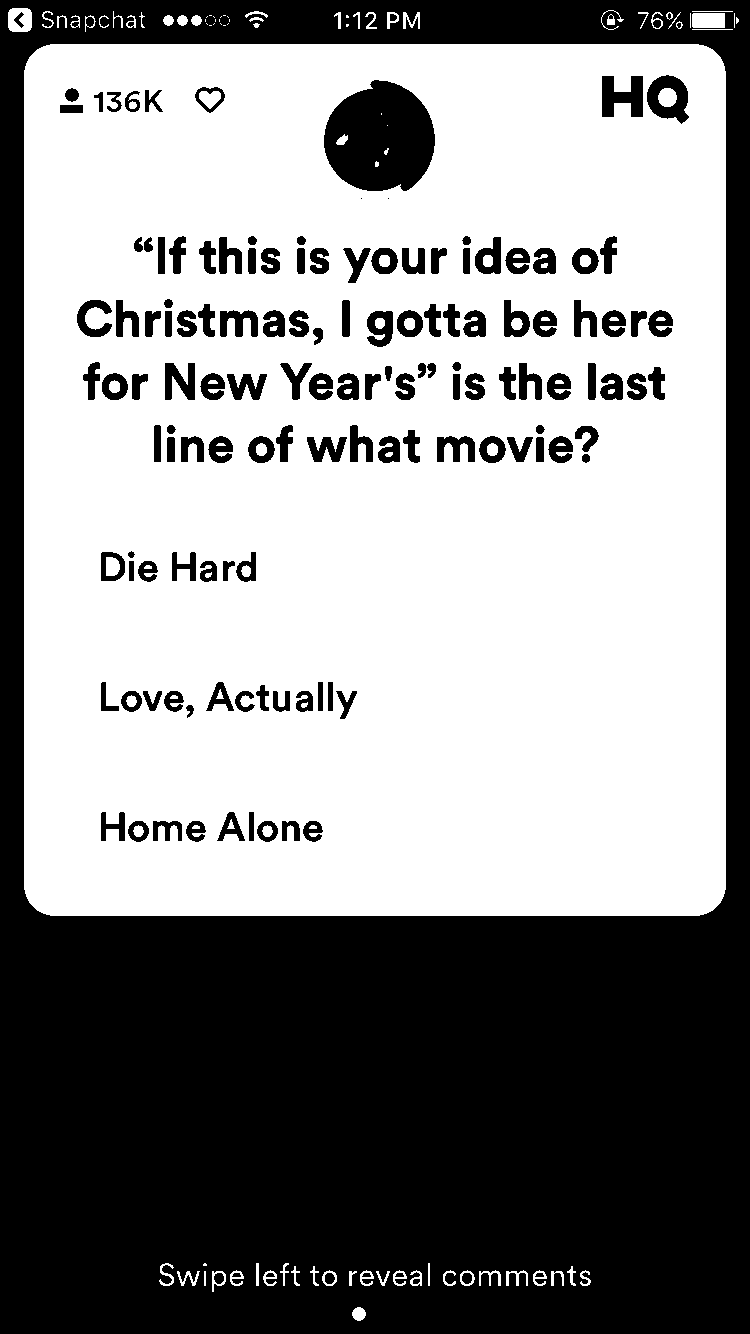 Snapchat 1:12 PM 76%
136K HQ
“If this is your idea of
Christmas, I gotta be here
for New Year's” is the last
line of what movie?
Die Hard
Love, Actually
Home Alone
Swipe left to reveal comments